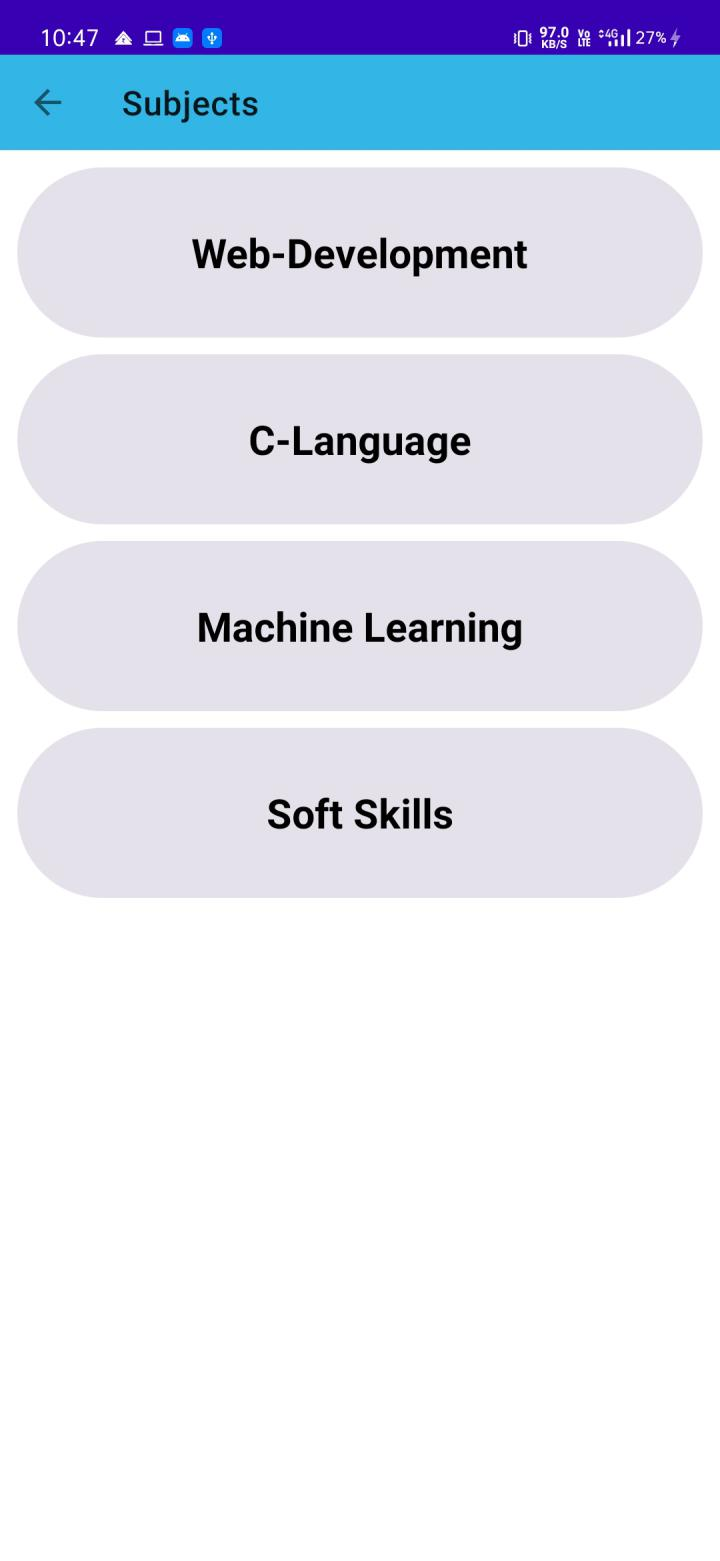 10:47 97.0 KB/S Vo LTE 4G 27%
Subjects
Web-Development
C-Language
Machine Learning
Soft Skills